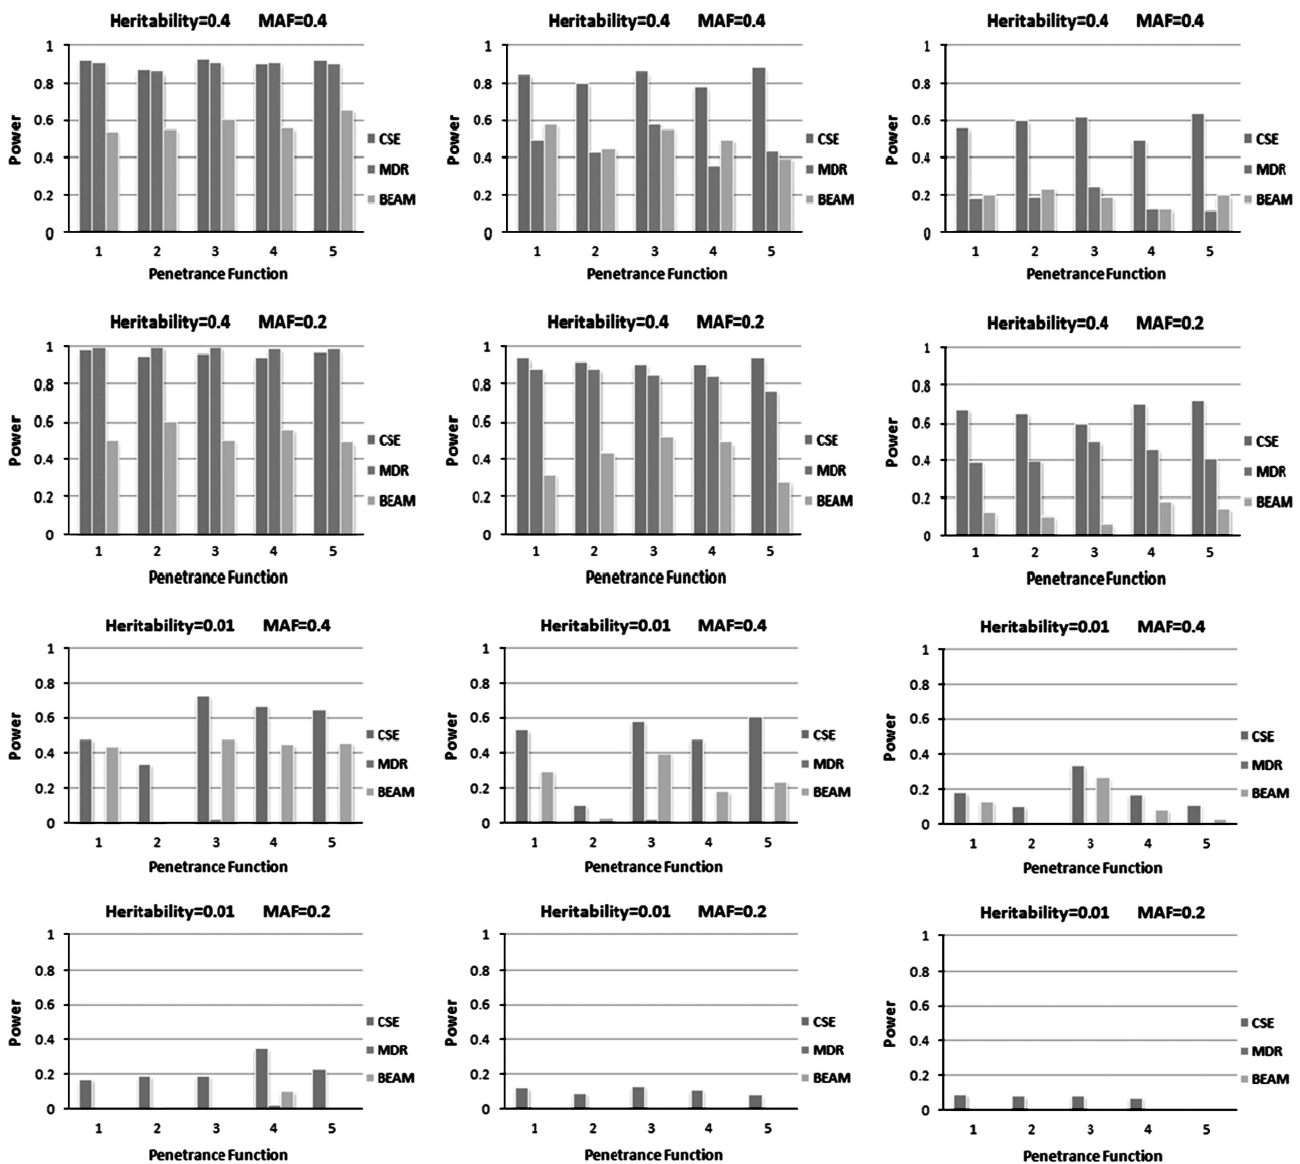 Heritability=0.4 MAF=0.4
1
0.8
0.6
0.4
0.2
0
Power
1 2 3 4 5
Penetrance Function
CSE
MDR
BEAM
Heritability=0.4 MAF=0.4
1
0.8
0.6
0.4
0.2
0
Power
1 2 3 4 5
Penetrance Function
CSE
MDR
BEAM
Heritability=0.4 MAF=0.4
1
0.8
0.6
0.4
0.2
0
Power
1 2 3 4 5
Penetrance Function
CSE
MDR
BEAM
Heritability=0.4 MAF=0.2
1
0.8
0.6
0.4
0.2
0
Power
1 2 3 4 5
Penetrance Function
CSE
MDR
BEAM
Heritability=0.4 MAF=0.2
1
0.8
0.6
0.4
0.2
0
Power
1 2 3 4 5
Penetrance Function
CSE
MDR
BEAM
Heritability=0.4 MAF=0.2
1
0.8
0.6
0.4
0.2
0
Power
1 2 3 4 5
Penetrance Function
CSE
MDR
BEAM
Heritability=0.01 MAF=0.4
1
0.8
0.6
0.4
0.2
0
Power
1 2 3 4 5
Penetrance Function
CSE
MDR
BEAM
Heritability=0.01 MAF=0.4
1
0.8
0.6
0.4
0.2
0
Power
1 2 3 4 5
Penetrance Function
CSE
MDR
BEAM
Heritability=0.01 MAF=0.4
1
0.8
0.6
0.4
0.2
0
Power
1 2 3 4 5
Penetrance Function
CSE
MDR
BEAM
Heritability=0.01 MAF=0.2
1
0.8
0.6
0.4
0.2
0
Power
1 2 3 4 5
Penetrance Function
CSE
MDR
BEAM
Heritability=0.01 MAF=0.2
1
0.8
0.6
0.4
0.2
0
Power
1 2 3 4 5
Penetrance Function
CSE
MDR
BEAM
Heritability=0.01 MAF=0.2
1
0.8
0.6
0.4
0.2
0
Power
1 2 3 4 5
Penetrance Function
CSE
MDR
BEAM